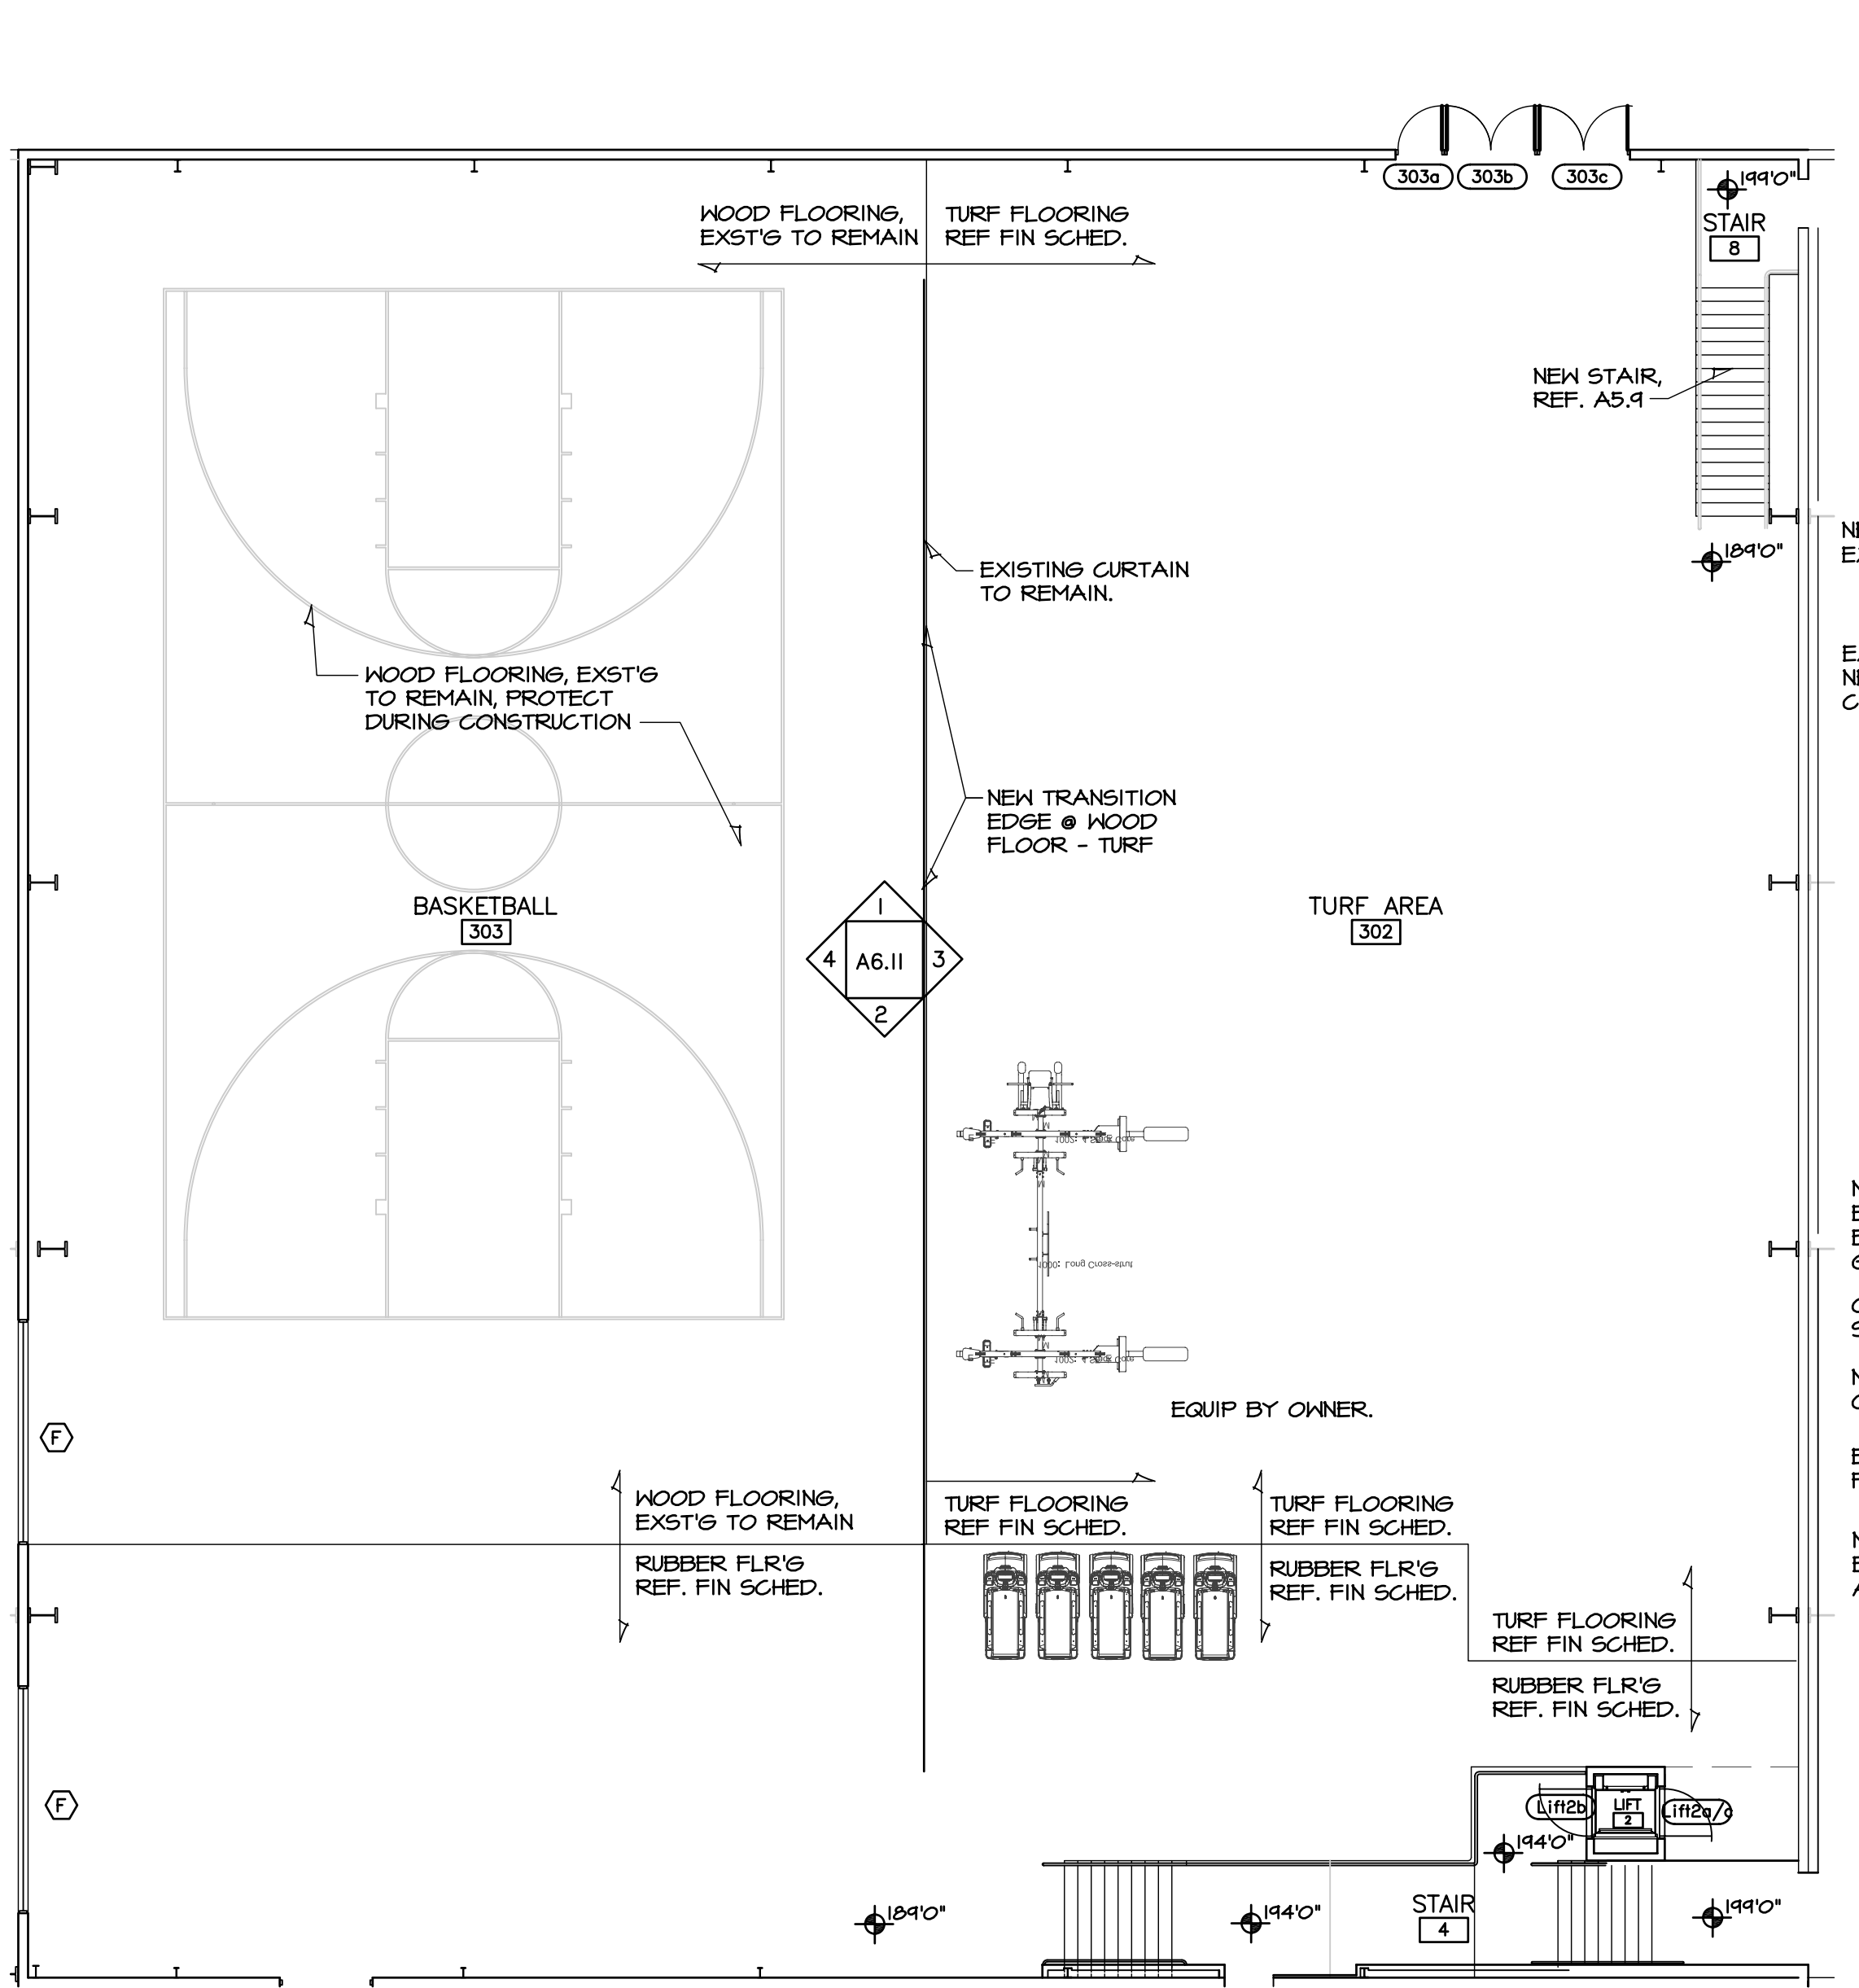 303a
303b
303c
199'0"
STAIR
8
WOOD FLOORING,
EXST'G TO REMAIN
TURF FLOORING
REF FIN SCHED.
NEW STAIR,
REF. A5.9
189'0"
EXISTING CURTAIN
TO REMAIN.
WOOD FLOORING, EXST'G
TO REMAIN, PROTECT
DURING CONSTRUCTION
NEW TRANSITION
EDGE @ WOOD
FLOOR - TURF
BASKETBALL
303
1
4
A6.11
3
2
TURF AREA
302
1000: Long Cross-strut
EQUIP BY OWNER.
F
WOOD FLOORING,
EXST'G TO REMAIN
RUBBER FLR'G
REF. FIN SCHED.
TURF FLOORING
REF FIN SCHED.
TURF FLOORING
REF FIN SCHED.
RUBBER FLR'G
REF. FIN SCHED.
TURF FLOORING
REF FIN SCHED.
RUBBER FLR'G
REF. FIN SCHED.
F
Lift2b
LIFT
2
Lift2a/c
194'0"
189'0"
194'0"
STAIR
4
199'0"